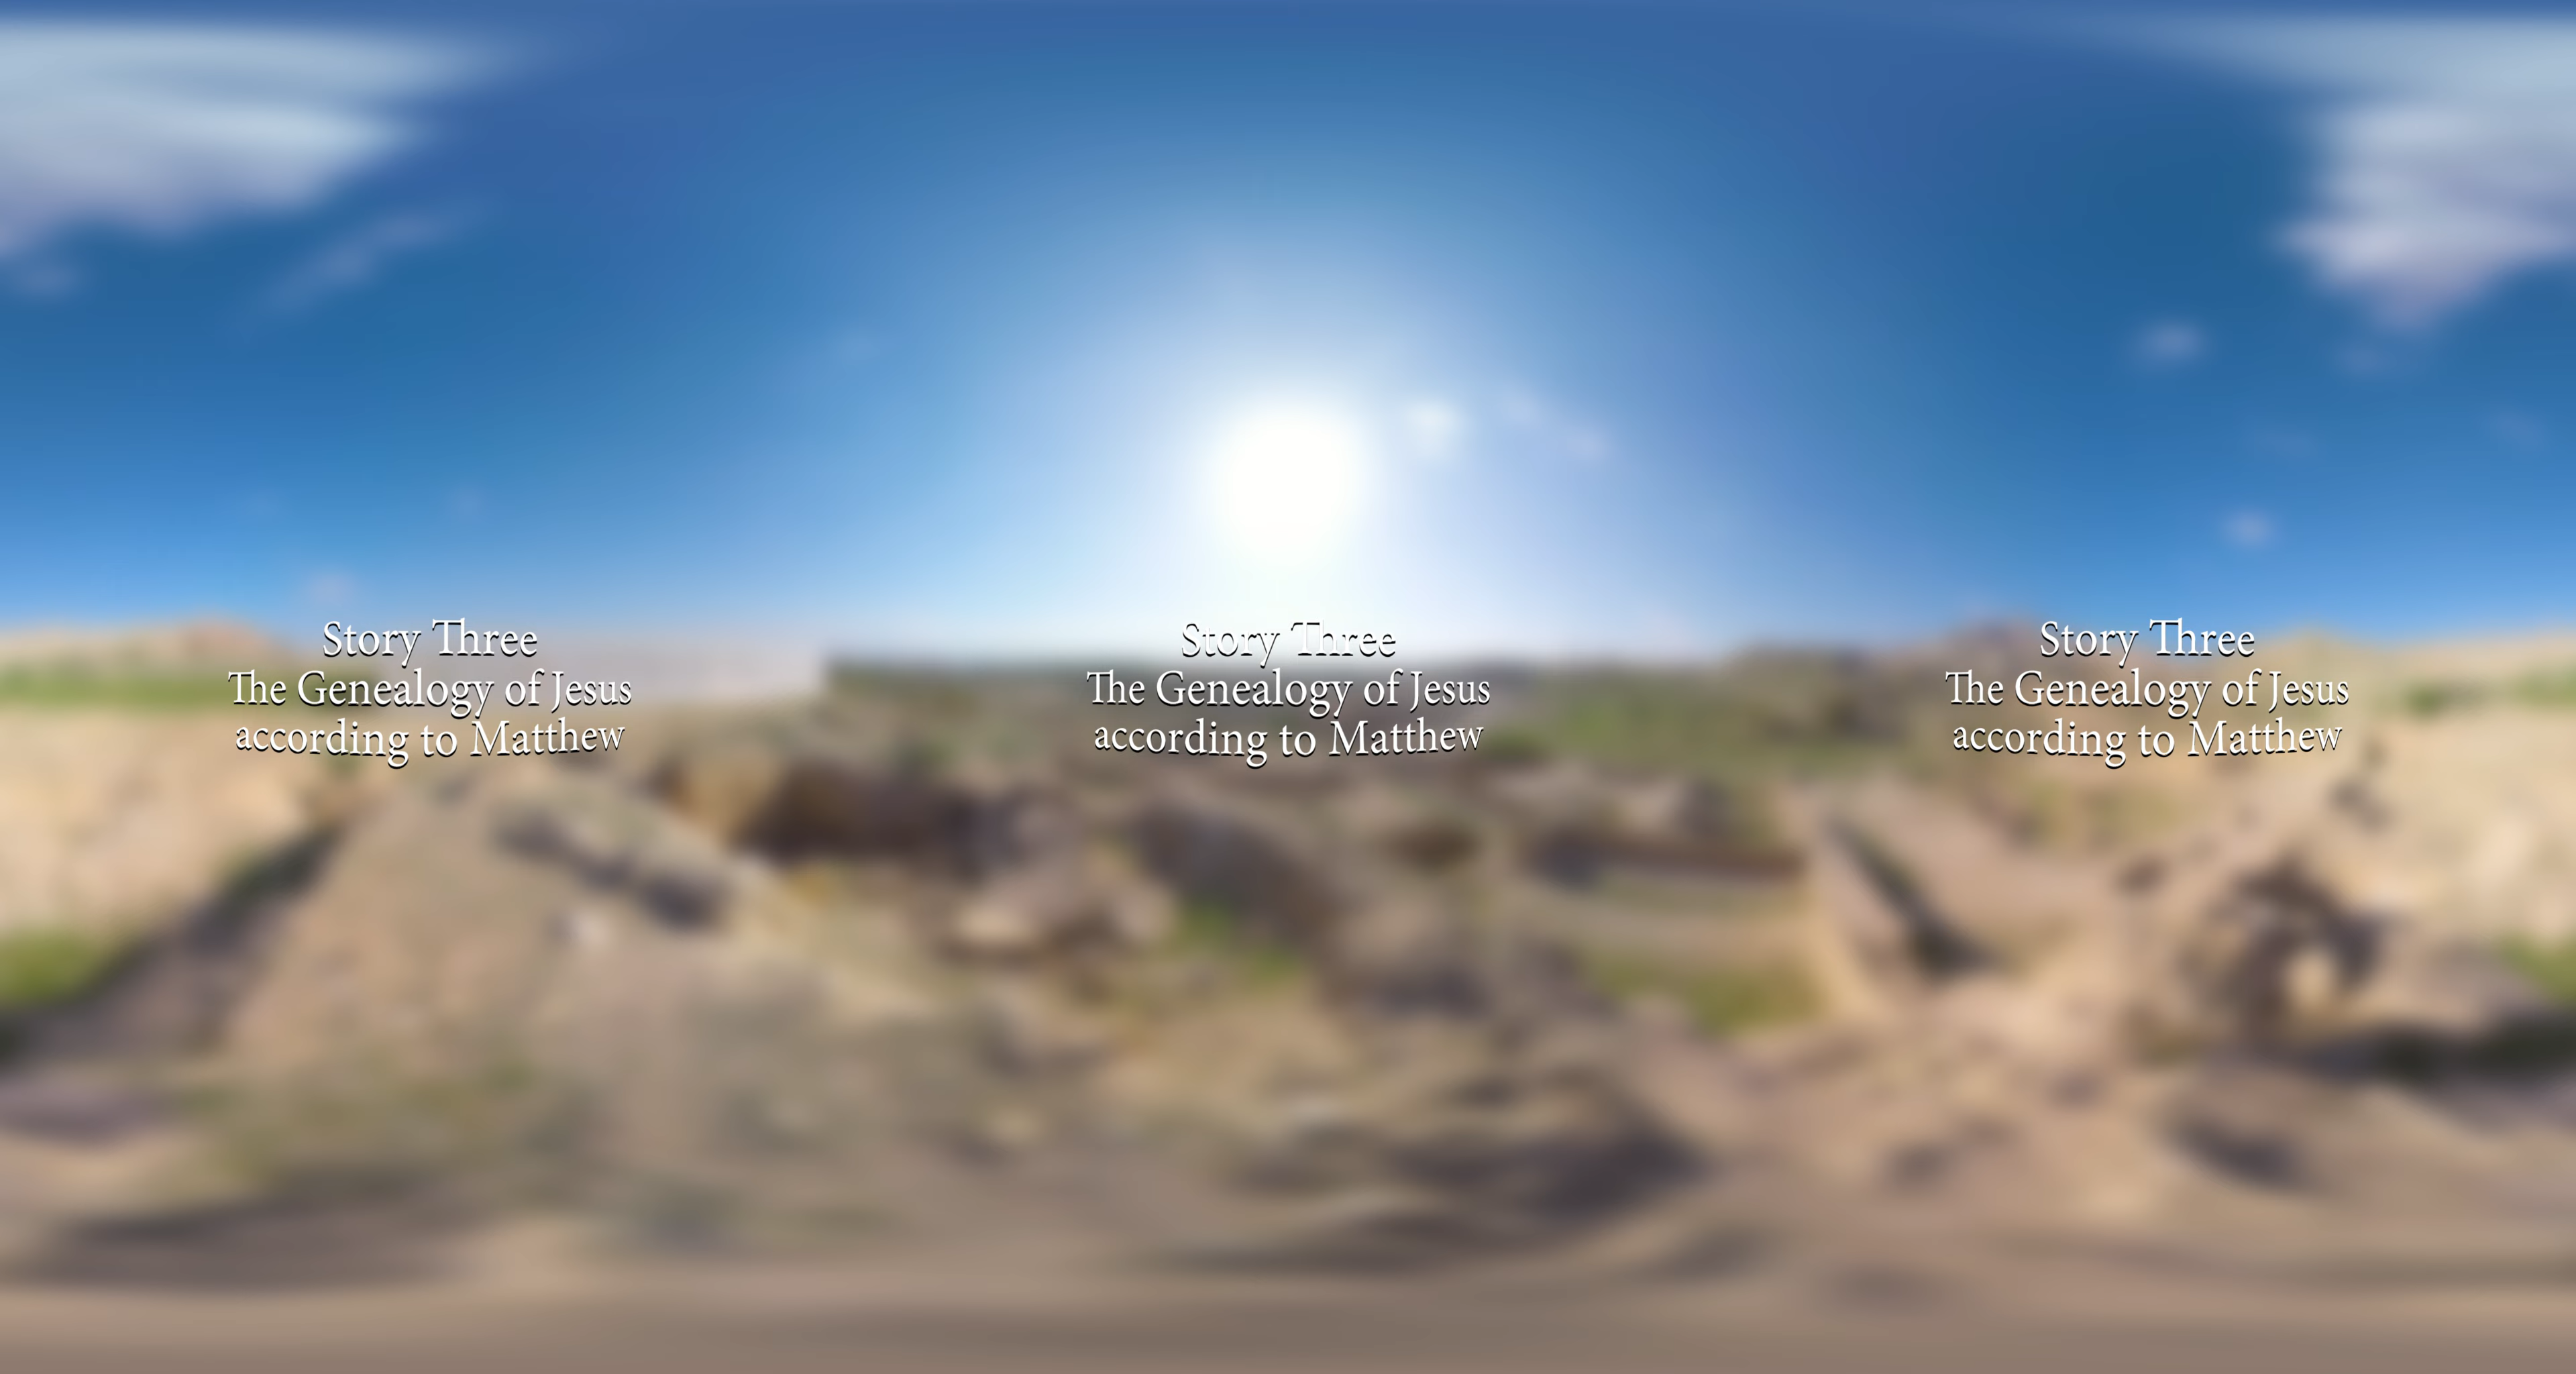 Story Three
The Genealogy of Jesus
according to Matthew
Story Three
The Genealogy of Jesus
according to Matthew
Story Three
The Genealogy of Jesus
according to Matthew